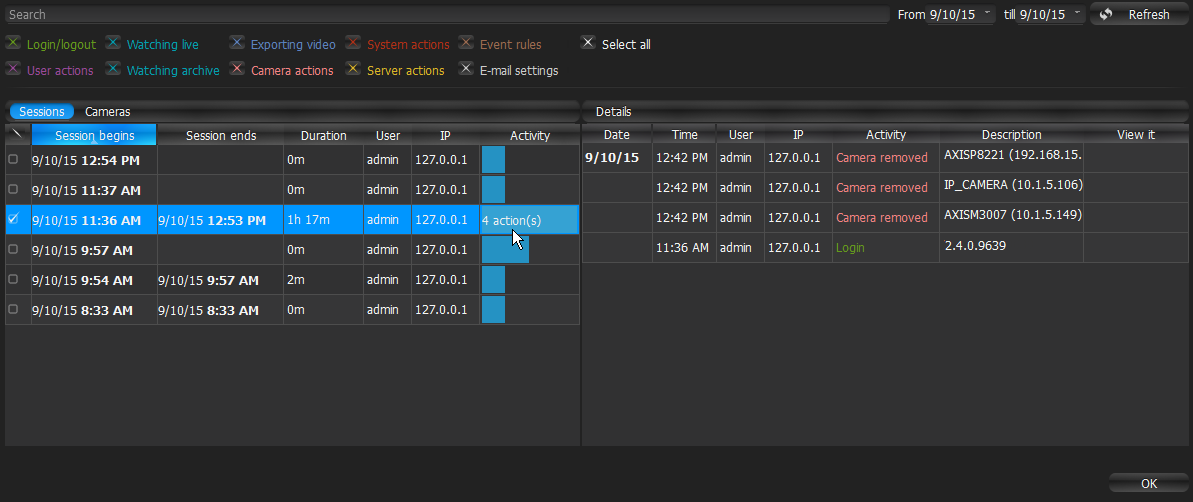 Search From 9/10/15 till 9/10/15 Refresh
Login/logout Watching live Exporting video System actions Event rules Select all
User actions Watching archive Camera actions Server actions E-mail settings
Sessions Cameras
Session begins Session ends Duration User IP Activity
9/10/15 12:54 PM 0m admin 127.0.0.1
9/10/15 11:37 AM 0m admin 127.0.0.1
9/10/15 11:36 AM 9/10/15 12:53 PM 1h 17m admin 127.0.0.1 4 action(s)
9/10/15 9:57 AM 0m admin 127.0.0.1
9/10/15 9:54 AM 9/10/15 9:57 AM 2m admin 127.0.0.1
9/10/15 8:33 AM 9/10/15 8:33 AM 0m admin 127.0.0.1
Details
Date Time User IP Activity Description View it
9/10/15 12:42 PM admin 127.0.0.1 Camera removed AXISP8221 (192.168.15.
12:42 PM admin 127.0.0.1 Camera removed IP_CAMERA (10.1.5.106)
12:42 PM admin 127.0.0.1 Camera removed AXISM3007 (10.1.5.149)
11:36 AM admin 127.0.0.1 Login 2.4.0.9639
OK